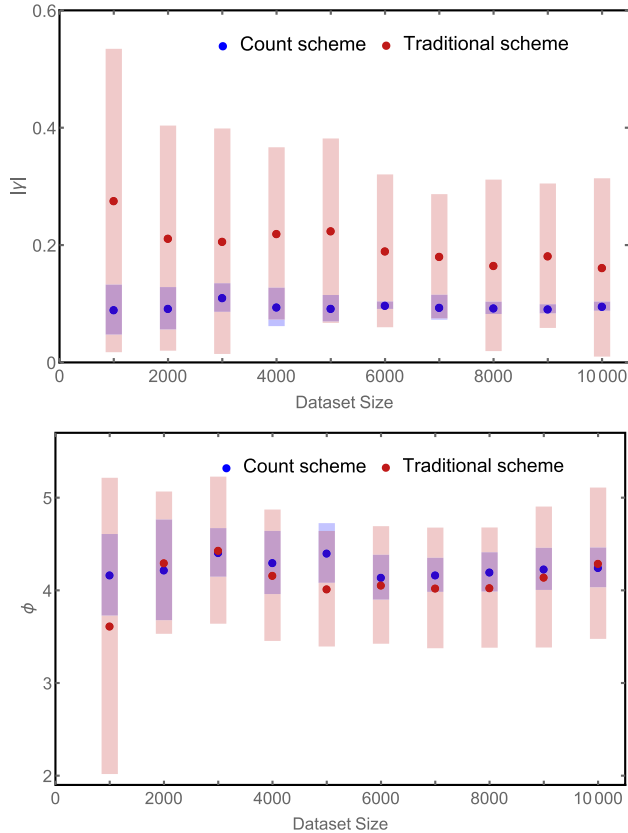 0.6
Count scheme Traditional scheme
0.4
|γ|
0.2
0
0 2000 4000 6000 8000 10 000
Dataset Size
Count scheme Traditional scheme
5
4
ϕ
3
2
0 2000 4000 6000 8000 10 000
Dataset Size